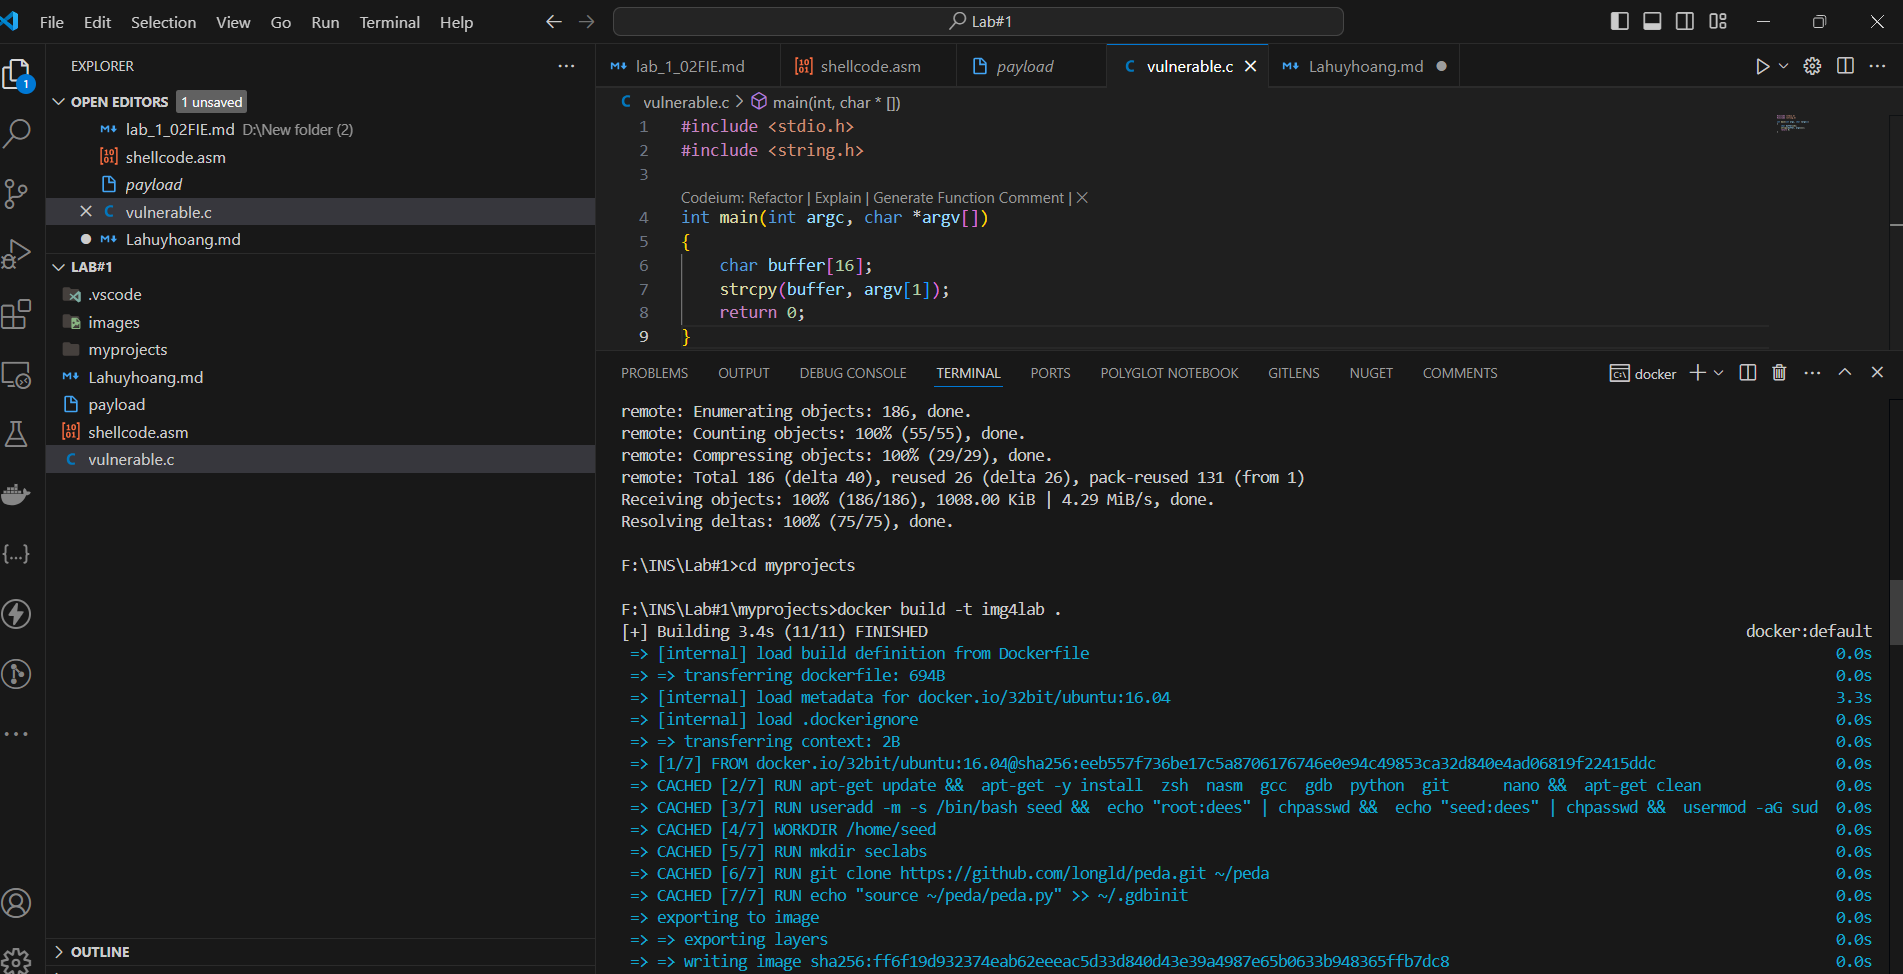 File Edit Selection View Go Run Terminal Help
Lab#1
EXPLORER
OPEN EDITORS 1 unsaved
lab_1_02FIE.md D:\New folder (2)
shellcode.asm
payload
vulnerable.c
Lahuyhoang.md
LAB#1
.vscode
images
myprojects
Lahuyhoang.md
payload
shellcode.asm
vulnerable.c
OUTLINE
1
lab_1_02FIE.md shellcode.asm payload vulnerable.c Lahuyhoang.md
vulnerable.c > main(int, char * [])
1 #include <stdio.h>
2 #include <string.h>
3
Codeium: Refactor | Explain | Generate Function Comment | X
4 int main(int argc, char *argv[])
5 {
6 char buffer[16];
7 strcpy(buffer, argv[1]);
8 return 0;
9 }
PROBLEMS OUTPUT DEBUG CONSOLE TERMINAL PORTS POLYGLOT NOTEBOOK GITLENS NUGET COMMENTS docker
remote: Enumerating objects: 186, done.
remote: Counting objects: 100% (55/55), done.
remote: Compressing objects: 100% (29/29), done.
remote: Total 186 (delta 40), reused 26 (delta 26), pack-reused 131 (from 1)
Receiving objects: 100% (186/186), 1008.00 KiB | 4.29 MiB/s, done.
Resolving deltas: 100% (75/75), done.
F:\INS\Lab#1>cd myprojects
F:\INS\Lab#1\myprojects>docker build -t img4lab .
[+] Building 3.4s (11/11) FINISHED docker:default
=> [internal] load build definition from Dockerfile 0.0s
=> => transferring dockerfile: 694B 0.0s
=> [internal] load metadata for docker.io/32bit/ubuntu:16.04 3.3s
=> [internal] load .dockerignore 0.0s
=> => transferring context: 2B 0.0s
=> [1/7] FROM docker.io/32bit/ubuntu:16.04@sha256:eeb557f736be17c5a8706176746e0e94c49853ca32d840e4ad06819f22415ddc 0.0s
=> CACHED [2/7] RUN apt-get update && apt-get -y install zsh nasm gcc gdb python git nano && apt-get clean 0.0s
=> CACHED [3/7] RUN useradd -m -s /bin/bash seed && echo "root:dees" | chpasswd && echo "seed:dees" | chpasswd && usermod -aG sud 0.0s
=> CACHED [4/7] WORKDIR /home/seed 0.0s
=> CACHED [5/7] RUN mkdir seclabs 0.0s
=> CACHED [6/7] RUN git clone https://github.com/longld/peda.git ~/peda 0.0s
=> CACHED [7/7] RUN echo "source ~/peda/peda.py" >> ~/.gdbinit 0.0s
=> exporting to image 0.0s
=> => exporting layers 0.0s
=> => writing image sha256:ff6f19d932374eab62eeeac5d33d840d43e39a4987e65b0633b948365ffb7dc8 0.0s